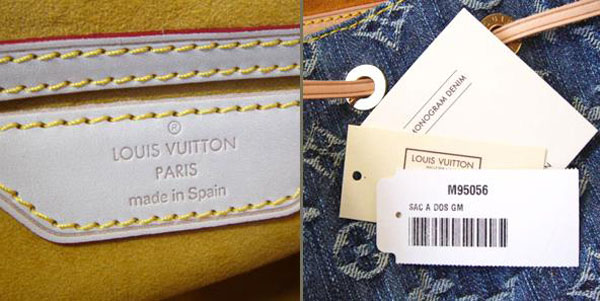 ®
LOUIS VUITTON
PARIS
made in Spain
MONOGRAM DENIM
LOUIS VUITTON
M95056
SAC A DOS GM